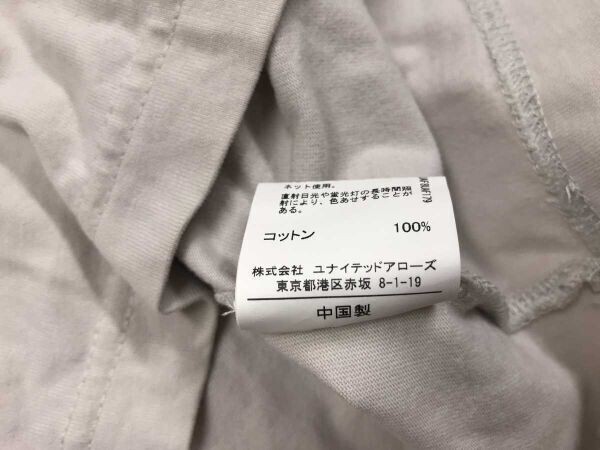 ネット使用。
直射日光や蛍光灯の長時間照
射により、色あせすることが
ある。
コットン 100%
株式会社 ユナイテッドアローズ
東京都港区赤坂 8-1-19
中国製